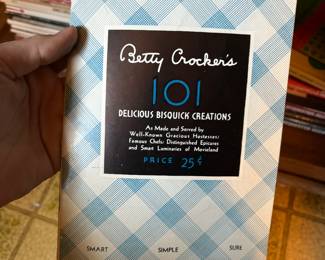 Betty Crocker's
101
DELICIOUS BISQUICK CREATIONS
As Made and Served by
Well-Known Gracious Hostesses;
Famous Chefs; Distinguished Epicures
and Smart Luminaries of Movieland
PRICE 25¢
SMART SIMPLE SURE